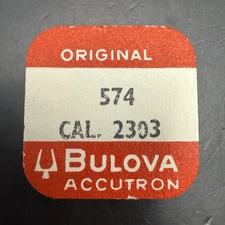 ORIGINAL
574
CAL. 2303
BULOVA
ACCUTRON